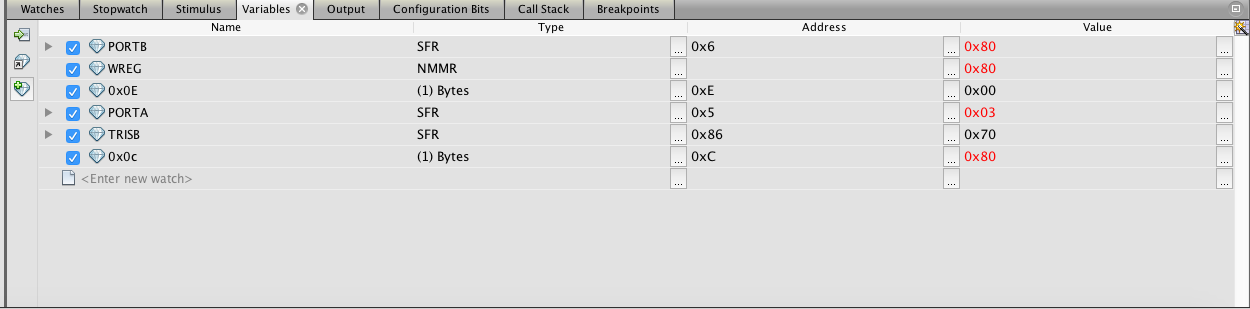 Watches Stopwatch Stimulus Variables Output Configuration Bits Call Stack Breakpoints
Name Type Address Value
PORTB SFR ... 0x6 ... 0x80 ...
WREG NMMR ... ... 0x80 ...
0x0E (1) Bytes ... 0xE ... 0x00 ...
PORTA SFR ... 0x5 ... 0x03 ...
TRISB SFR ... 0x86 ... 0x70 ...
0x0c (1) Bytes ... 0xC ... 0x80 ...
<Enter new watch> ... ... ...